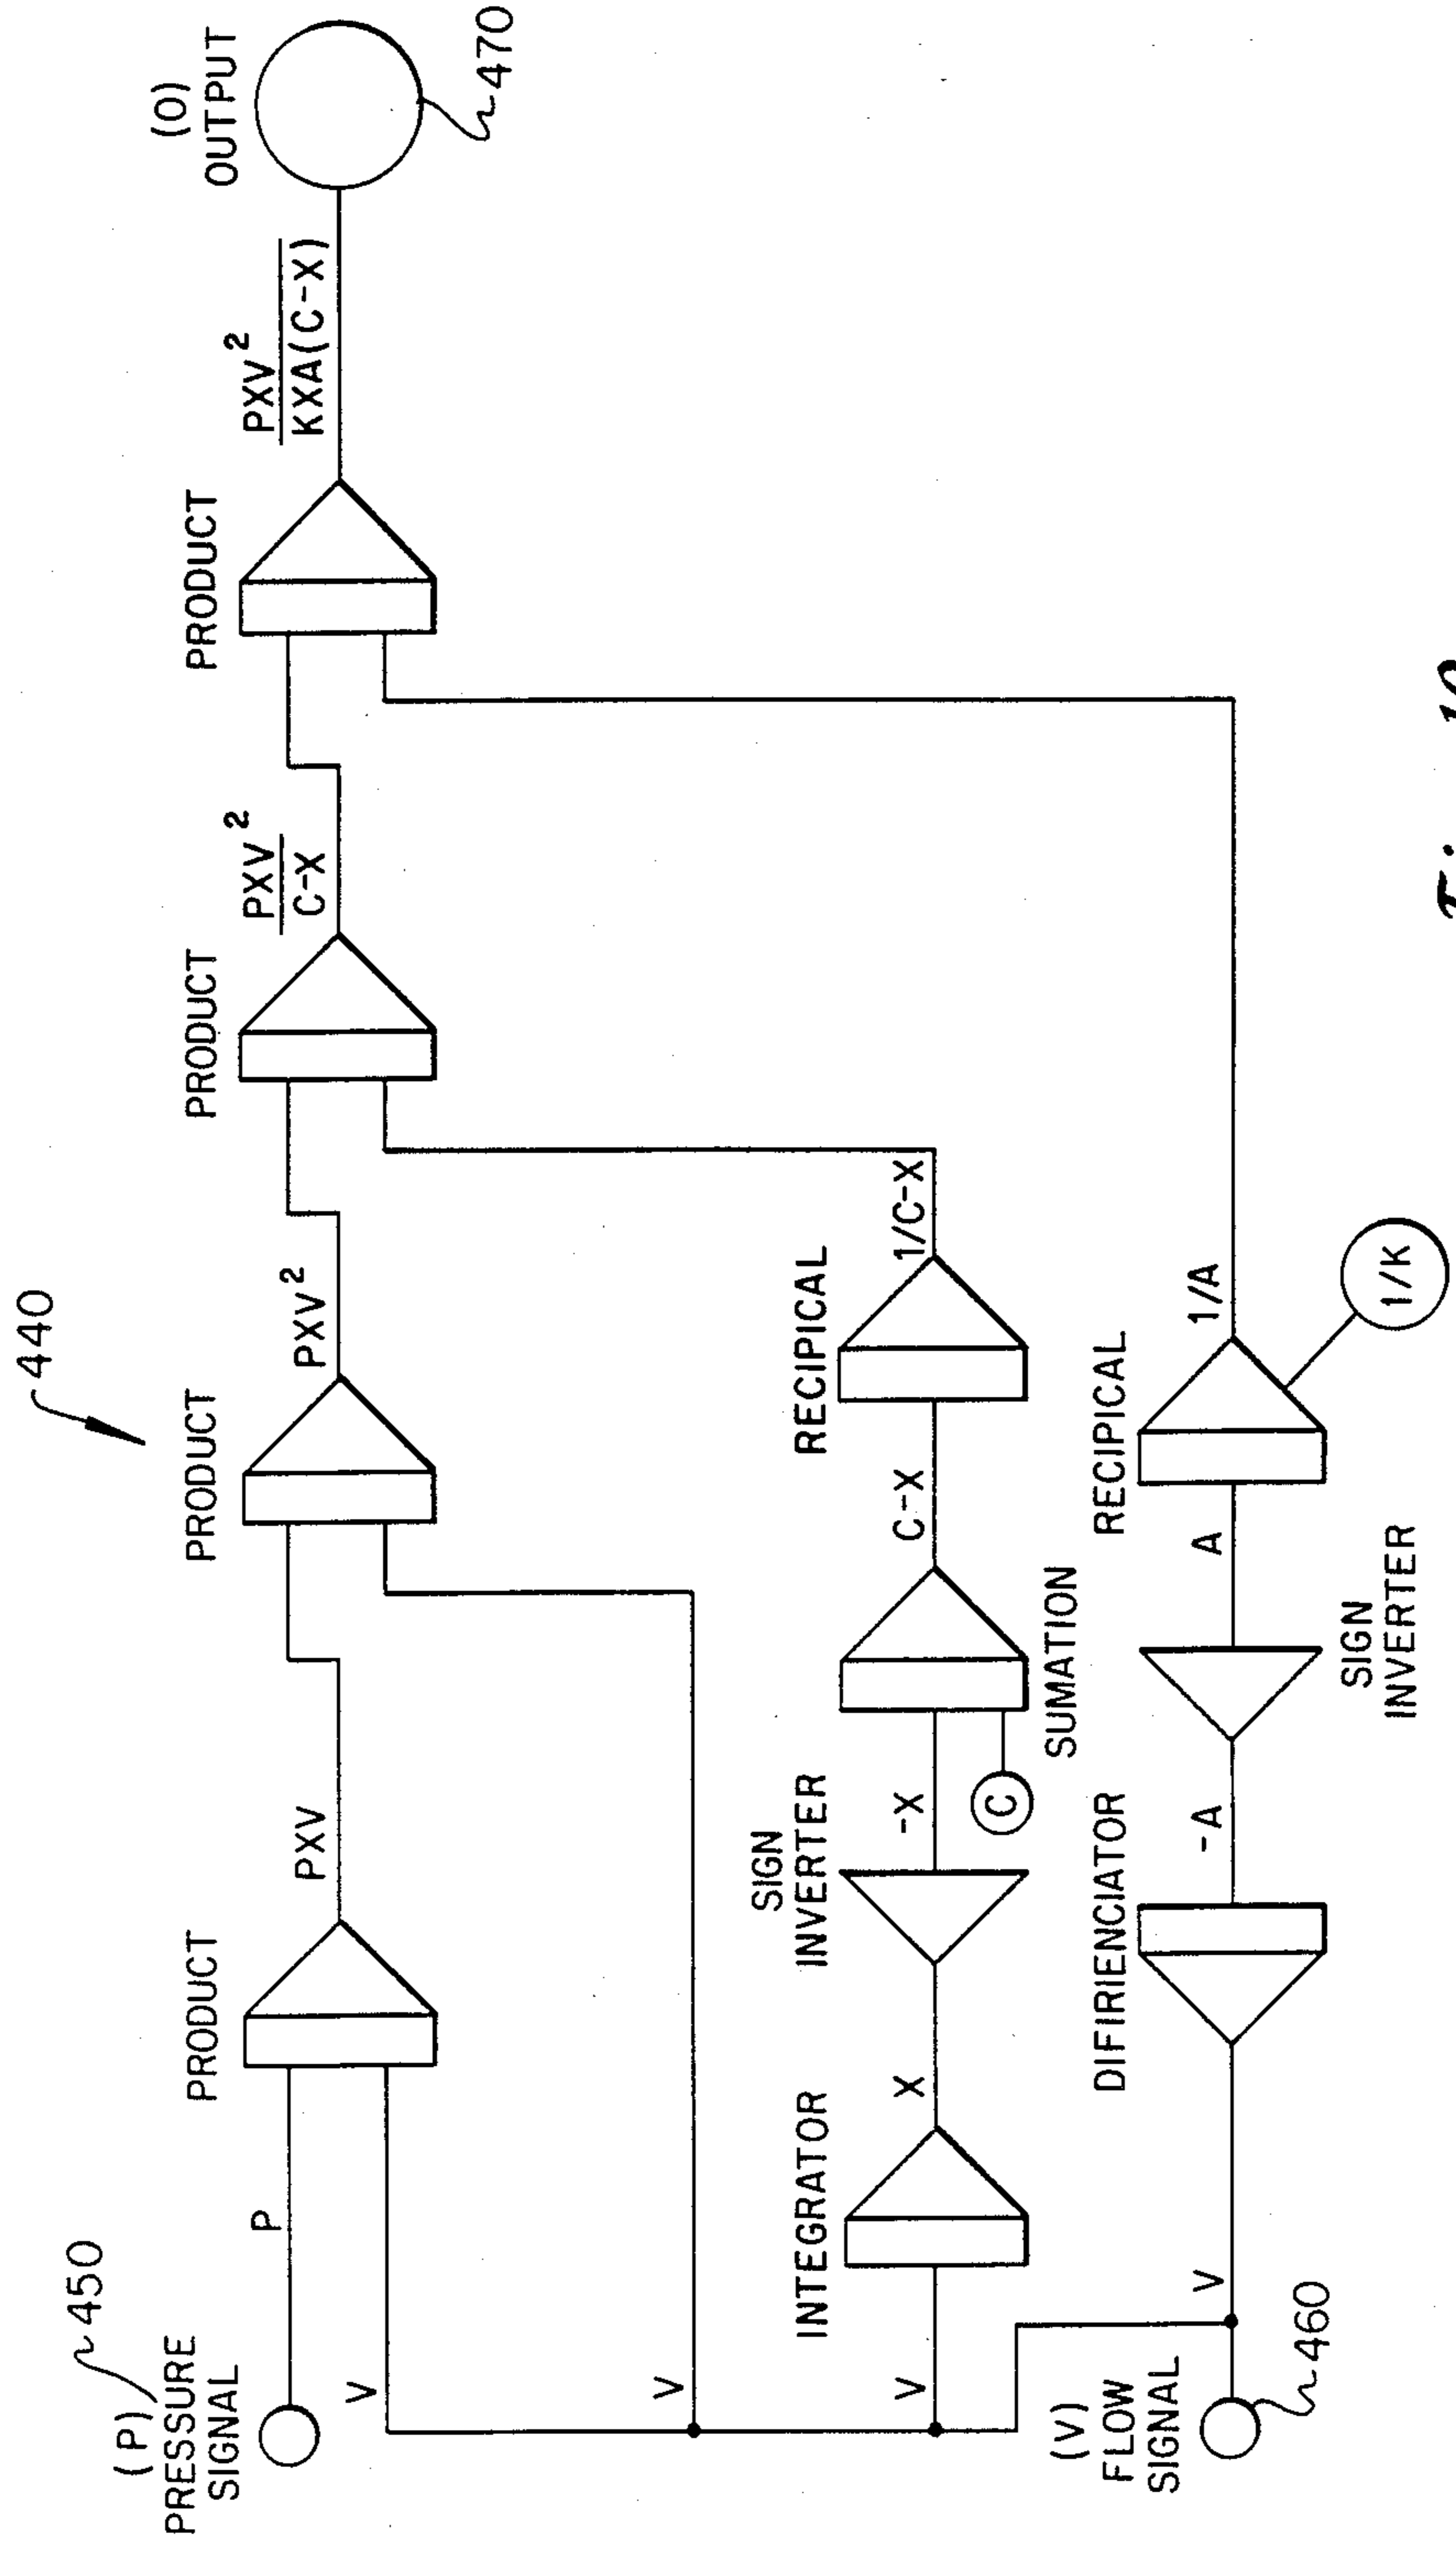 440
(P)
PRESSURE
SIGNAL
450
P
V
PRODUCT
PXV
PRODUCT
PXV²
PRODUCT
PXV²
C-X
PRODUCT
PXV²
KXA(C-X)
(O)
OUTPUT
470
V
V
INTEGRATOR
X
SIGN
INVERTER
-X
C
SUMATION
C-X
RECIPICAL
1/C-X
(V)
FLOW
SIGNAL
460
V
DIFIRIENCIATOR
-A
SIGN
INVERTER
A
RECIPICAL
1/A
1/K